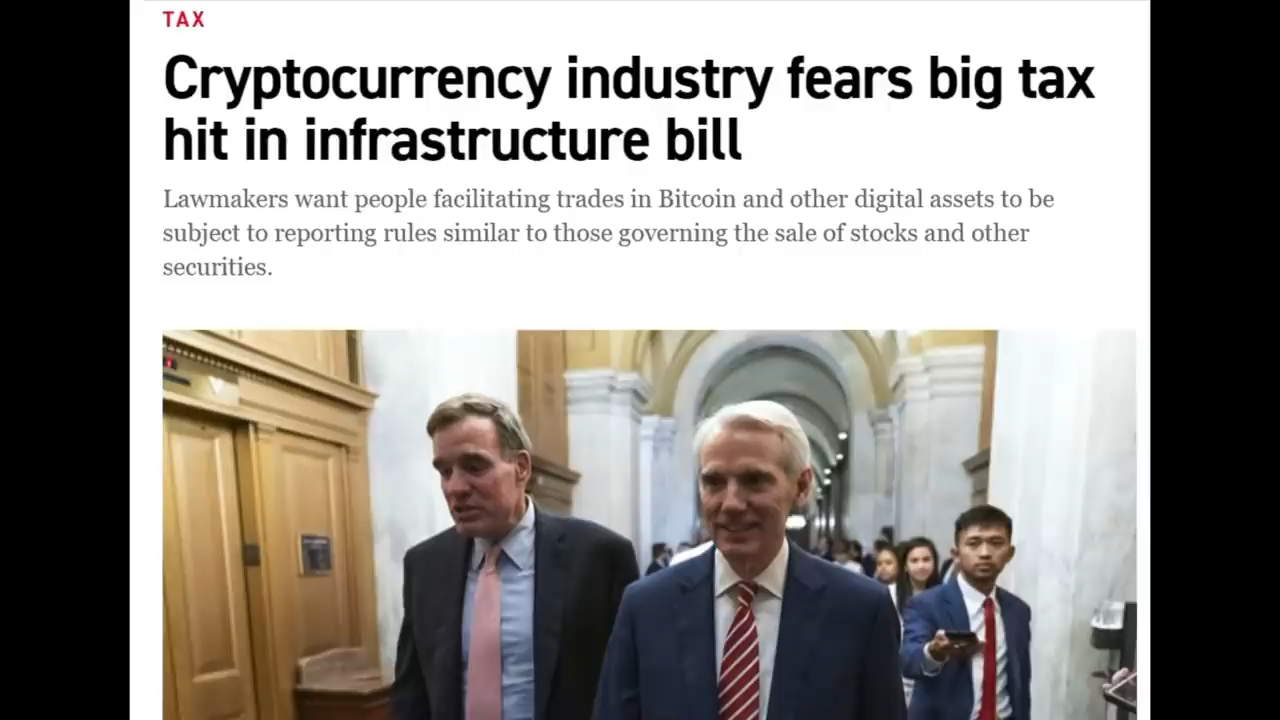 TAX
Cryptocurrency industry fears big tax
hit in infrastructure bill
Lawmakers want people facilitating trades in Bitcoin and other digital assets to be
subject to reporting rules similar to those governing the sale of stocks and other
securities.